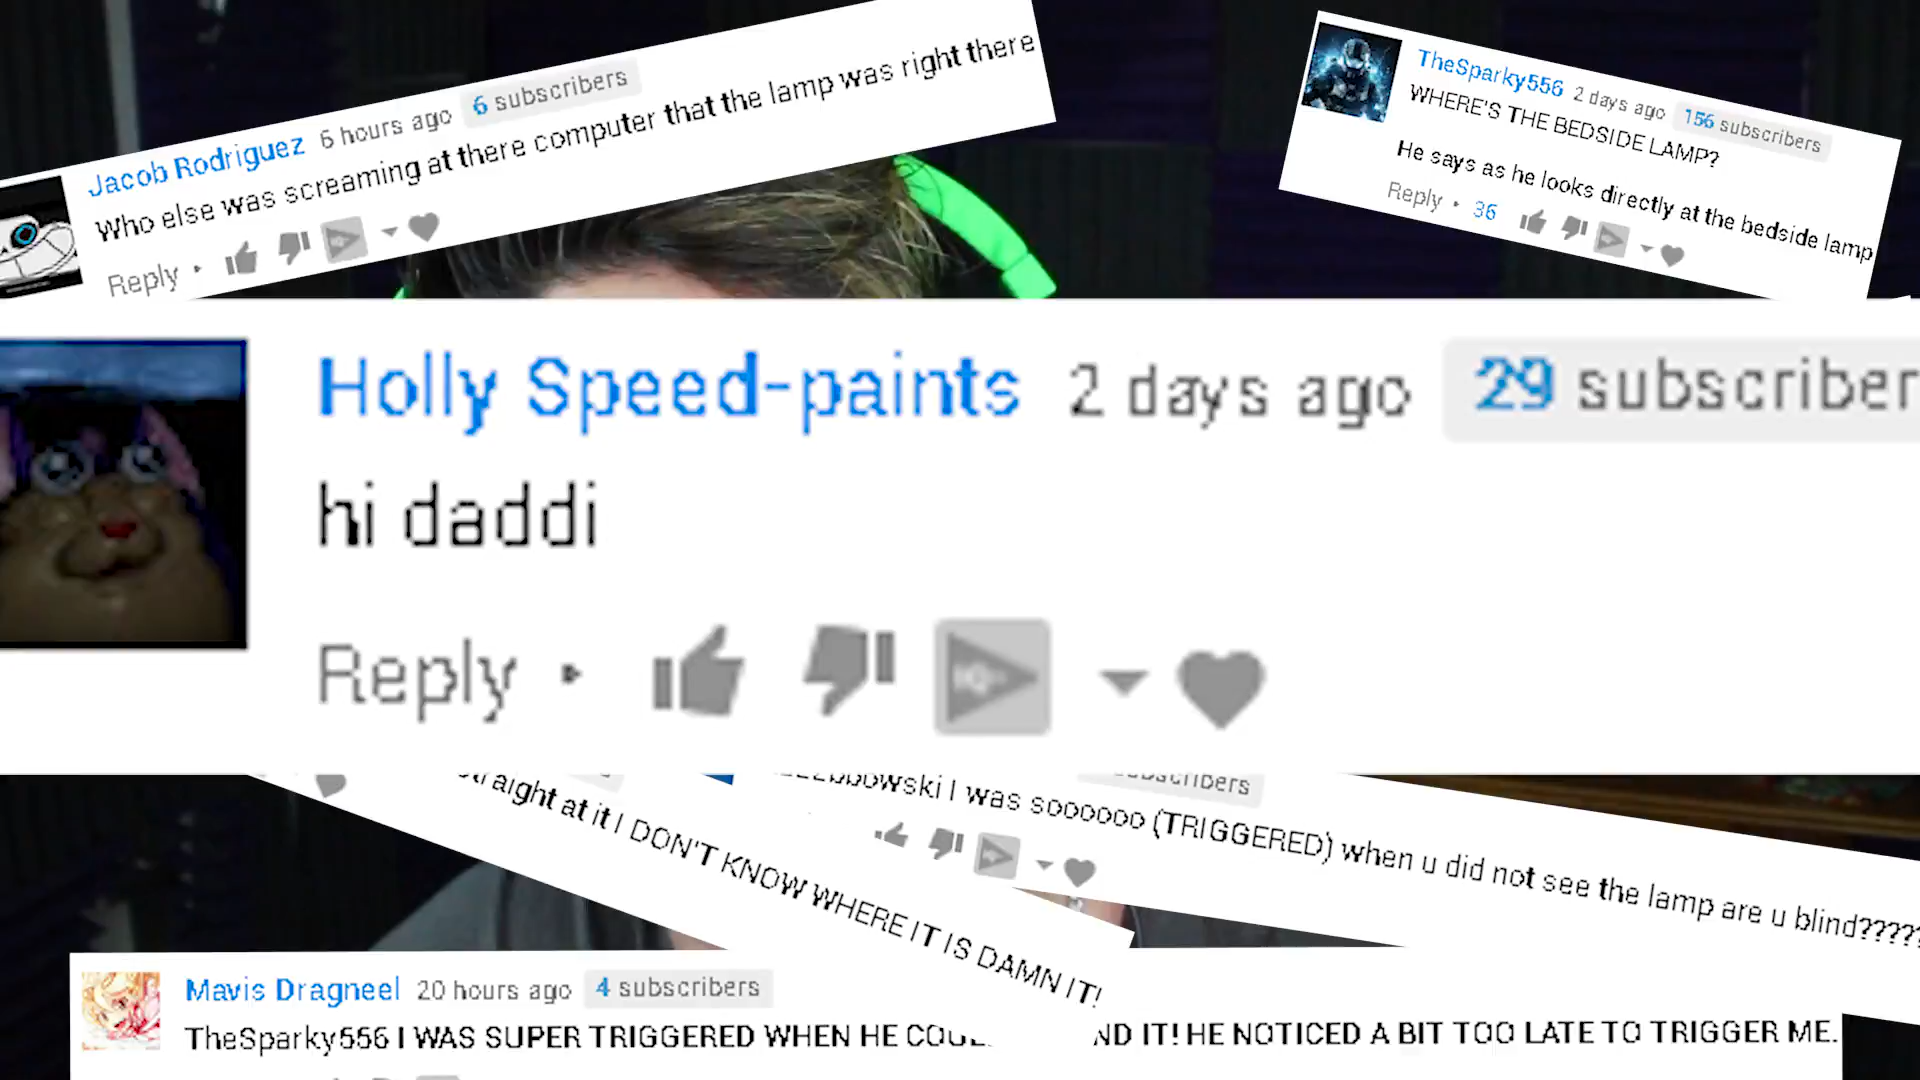 Jacob Rodriguez 6 hours ago 6 subscribers
Who else was screaming at there computer that the lamp was right there
Reply
TheSparky556 2 days ago 156 subscribers
WHERE'S THE BEDSIDE LAMP?
He says as he looks directly at the bedside lamp
Reply 36
Holly Speed-paints 2 days ago 29 subscriber
hi daddi
Reply
straight at it I DON'T KNOW WHERE IT IS DAMN IT!
subscribers
I was soooooo (TRIGGERED) when u did not see the lamp are u blind?????
Mavis Dragneel 20 hours ago 4 subscribers
TheSparky556 I WAS SUPER TRIGGERED WHEN HE IT! HE NOTICED A BIT TOO LATE TO TRIGGER ME.